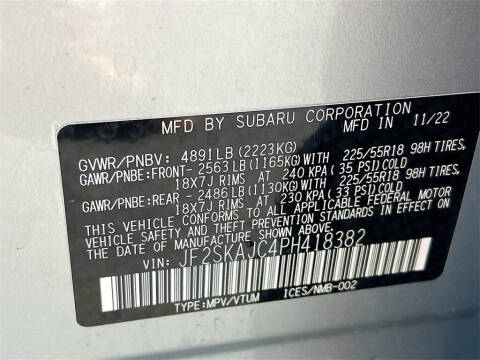 MFD BY SUBARU CORPORATION 11/22
GVWR/PNBV: 4891LB(2223KG)
GAWR/PNBE:FRONT- 2563LB(1165KG)WITH 225/55R18 98H TIRES,
18X7J RIMS AT 240 KPA (35 PSI)COLD
GAWR/PNBE:REAR - 2486LB(1130KG)WITH 225/55R18 98H TIRES,
18X7J RIMS AT 230 KPA (33 PSI)COLD
THIS VEHICLE CONFORMS TO ALL APPLICABLE FEDERAL MOTOR
VEHICLE SAFETY AND THEFT PREVENTION STANDARDS IN EFFECT ON
THE DATE OF MANUFACTURE SHOWN ABOVE.
VIN: JF2SKAJC4PH418382
TYPE:MPV/VTUM ICES/NMB-002